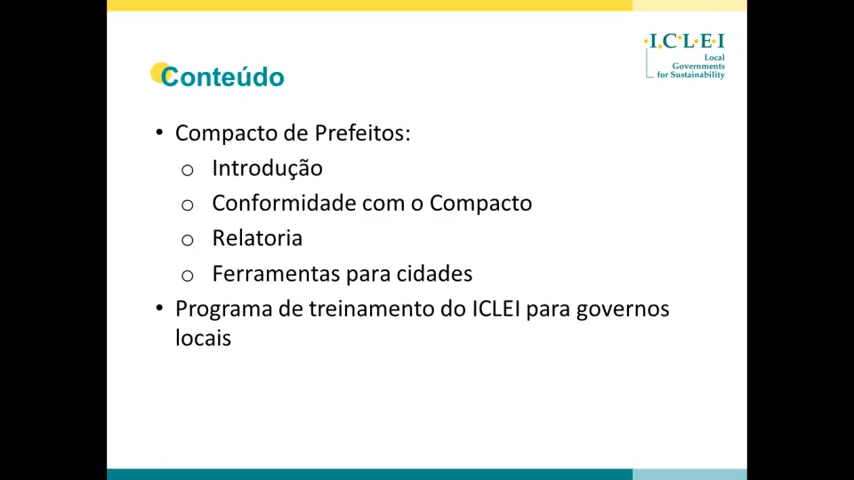 I.C.L.E.I
Local
Governments
for Sustainability
Conteúdo
• Compacto de Prefeitos:
o Introdução
o Conformidade com o Compacto
o Relatoria
o Ferramentas para cidades
• Programa de treinamento do ICLEI para governos
locais